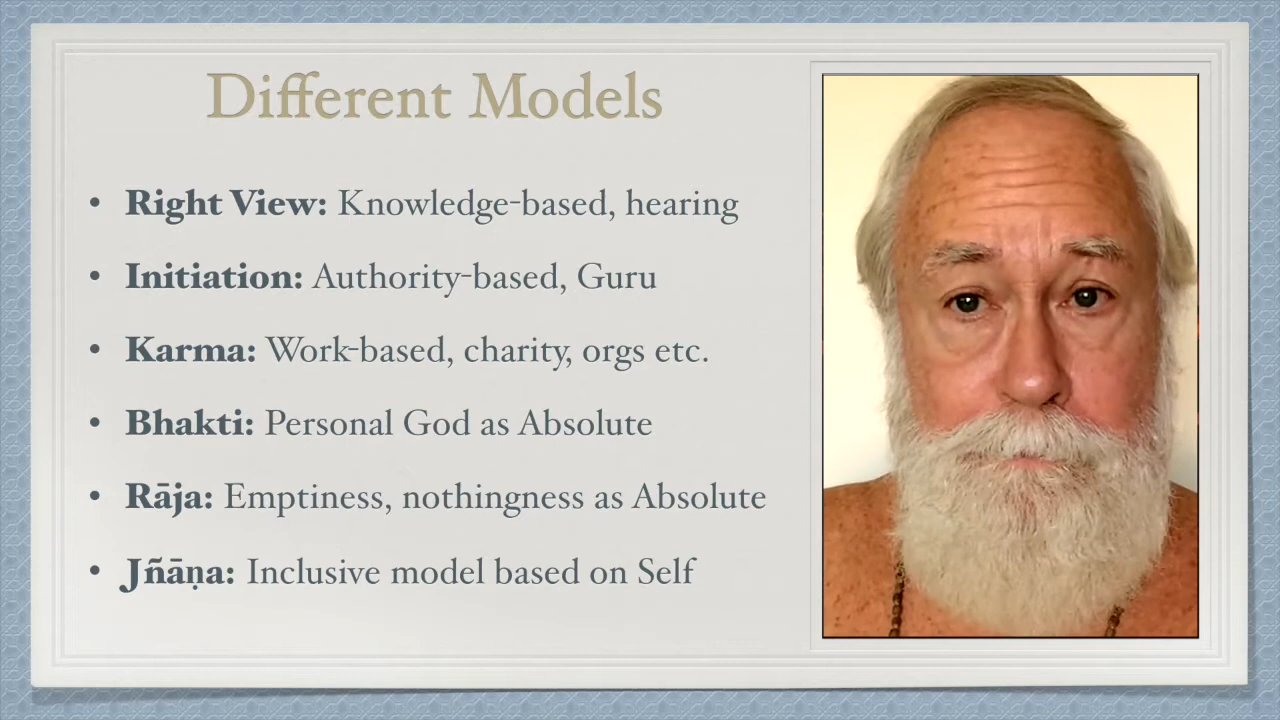 Different Models
• Right View: Knowledge-based, hearing
• Initiation: Authority-based, Guru
• Karma: Work-based, charity, orgs etc.
• Bhakti: Personal God as Absolute
• Rāja: Emptiness, nothingness as Absolute
• Jñāṇa: Inclusive model based on Self